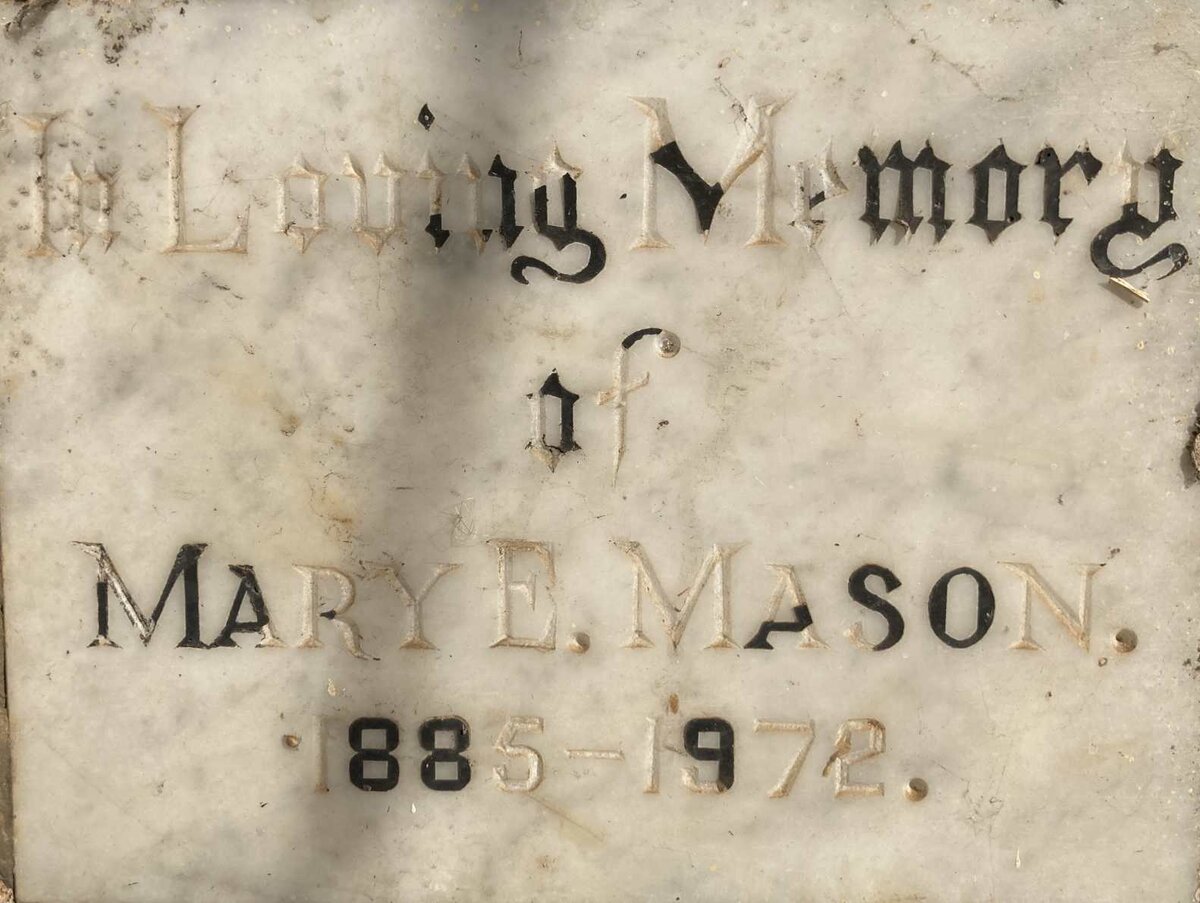 In Loving Memory
of
MARY E. MASON.
1885-1972.